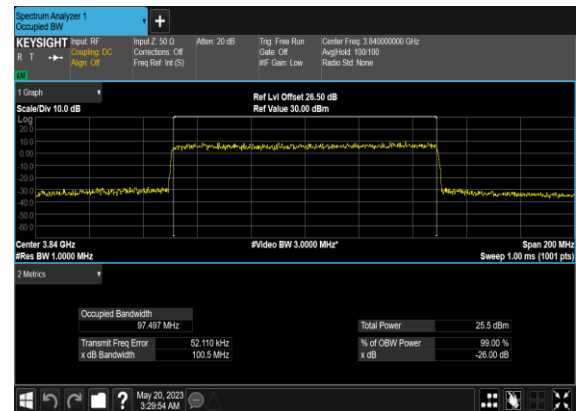 Spectrum Analyzer 1
Occupied BW
+
KEYSIGHT Input: RF Input Z: 50 Ω Atten: 20 dB Trig: Free Run Center Freq: 3.840000000 GHz
R T Coupling: DC Corrections: Off Gate: Off Avg|Hold: 100/100
Align: Off Freq Ref: Int (S) #IF Gain: Low Radio Std: None
1 Graph
Ref Lvl Offset 26.50 dB
Scale/Div 10.0 dB Ref Value 30.00 dBm
Log
20.0
10.0
0.00
-10.0
-20.0
-30.0
-40.0
-50.0
-60.0
Center 3.84 GHz #Video BW 3.0000 MHz* Span 200 MHz
#Res BW 1.0000 MHz Sweep 1.00 ms (1001 pts)
2 Metrics
Occupied Bandwidth
97.497 MHz Total Power 25.5 dBm
Transmit Freq Error 52.110 kHz % of OBW Power 99.00 %
x dB Bandwidth 100.5 MHz x dB -26.00 dB
? May 20, 2023
3:29:54 AM